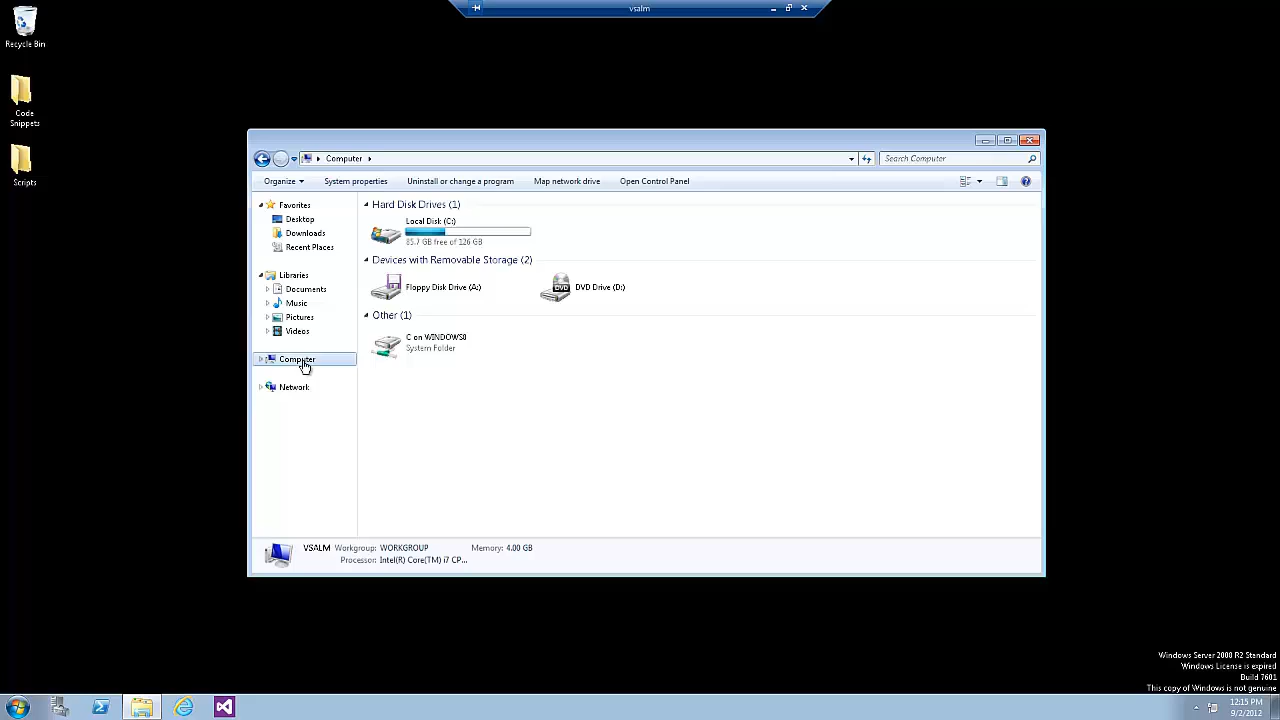 vsalm
Recycle Bin
Code
Snippets
Scripts
Computer
Search Computer
Organize
System properties
Uninstall or change a program
Map network drive
Open Control Panel
Favorites
Desktop
Downloads
Recent Places
Libraries
Documents
Music
Pictures
Videos
Computer
Network
Hard Disk Drives (1)
Local Disk (C:)
85.7 GB free of 126 GB
Devices with Removable Storage (2)
Floppy Disk Drive (A:)
DVD Drive (D:)
DVD
Other (1)
C on WINDOWS8
System Folder
VSALM Workgroup: WORKGROUP Memory: 4.00 GB
Processor: Intel(R) Core(TM) i7 CP...
Windows Server 2008 R2 Standard
Windows License is expired
Build 7601
This copy of Windows is not genuine
12:15 PM
9/2/2012